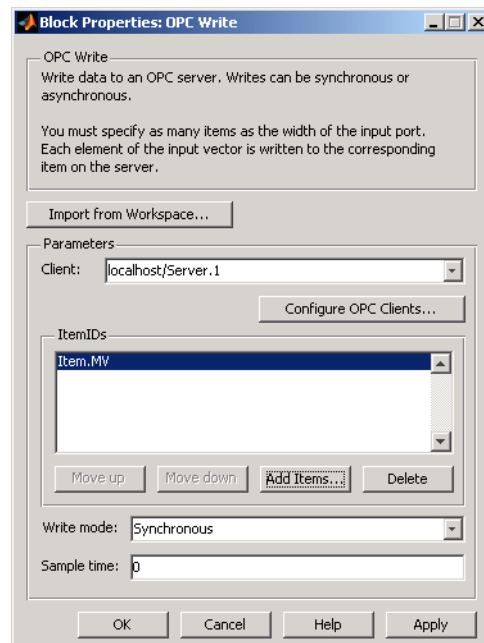 Block Properties: OPC Write
OPC Write
Write data to an OPC server. Writes can be synchronous or
asynchronous.
You must specify as many items as the width of the input port.
Each element of the input vector is written to the corresponding
item on the server.
Import from Workspace...
Parameters
Client: localhost/Server.1
Configure OPC Clients...
ItemIDs
Item.MV
Move up Move down Add Items... Delete
Write mode: Synchronous
Sample time: 0
OK Cancel Help Apply